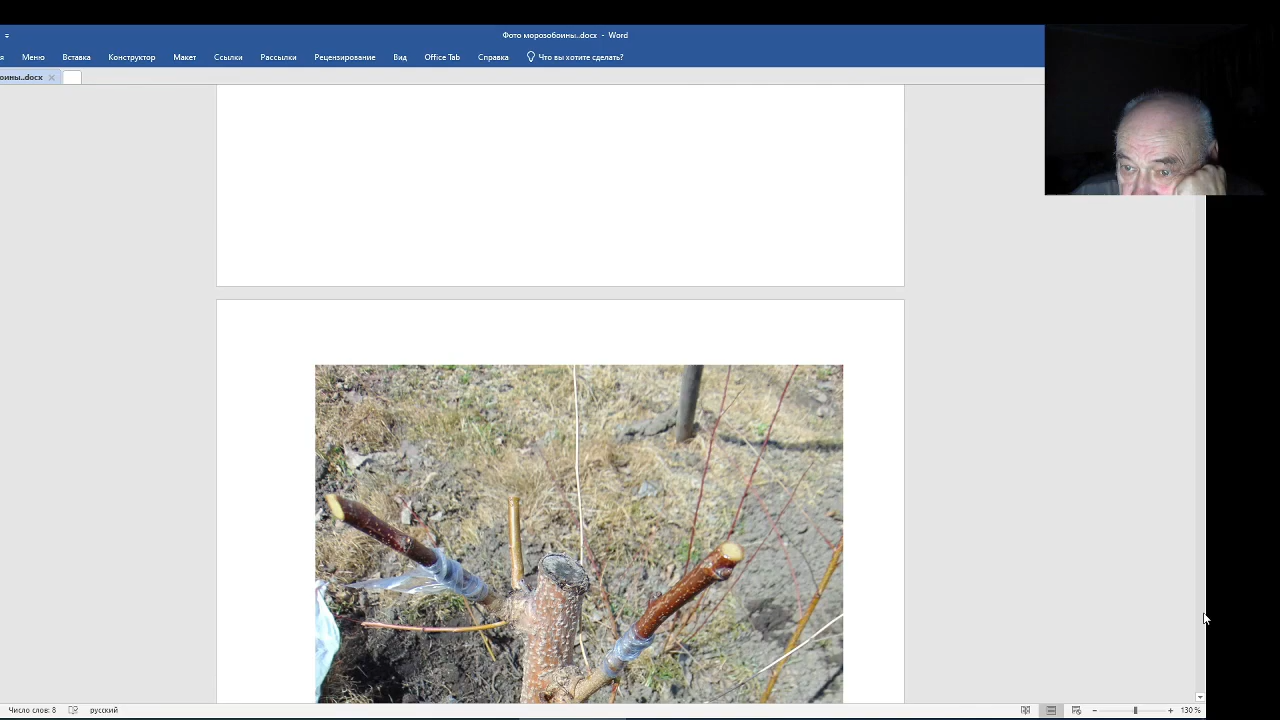 Фото морозобоины..docx - Word
я Меню Вставка Конструктор Макет Ссылки Рассылки Рецензирование Вид Office Tab Справка Что вы хотите сделать?
оины..docx
Число слов: 8 русский 130 %